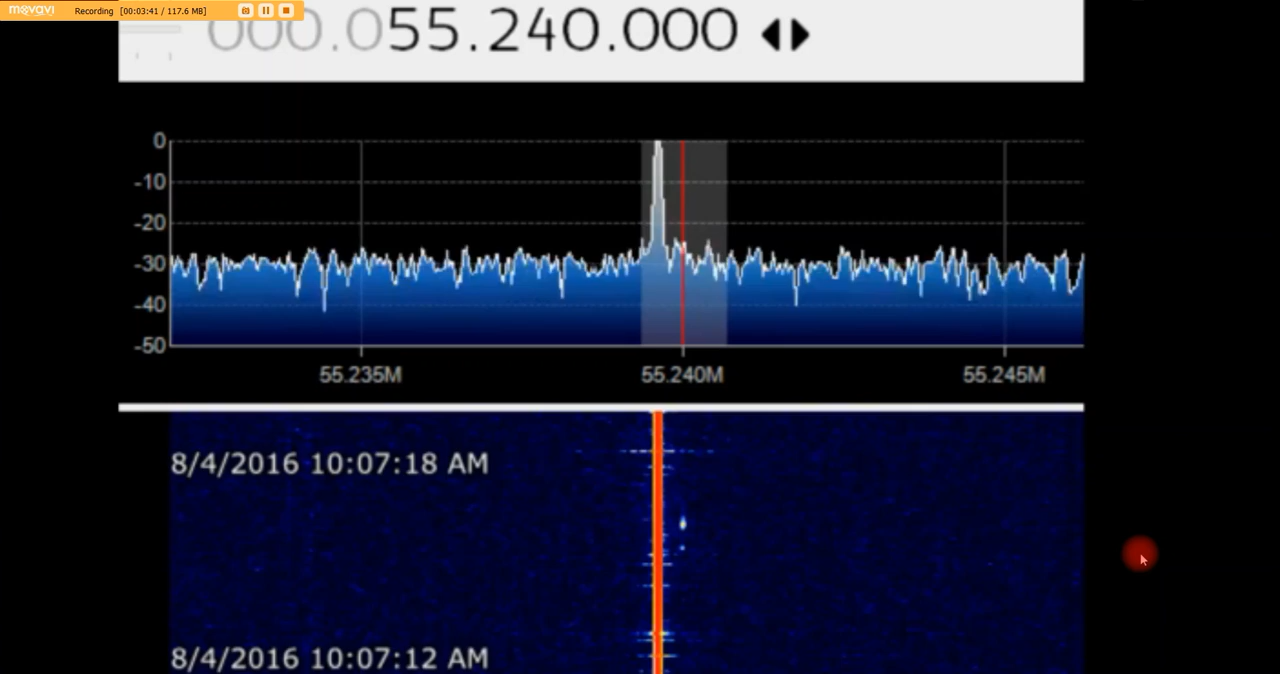 movavi Recording [00:03:41 / 117.6 MB]
000.055.240.000
0
-10
-20
-30
-40
-50
55.235M 55.240M 55.245M
8/4/2016 10:07:18 AM
8/4/2016 10:07:12 AM